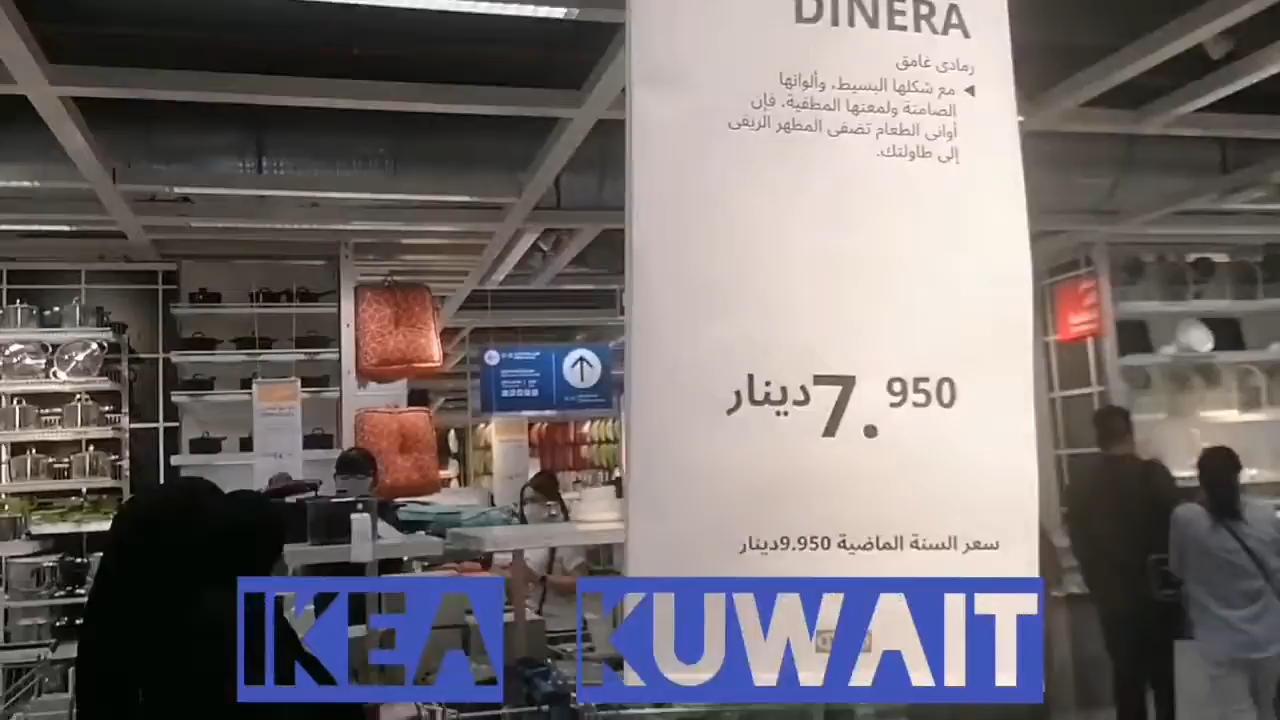 DINERA
رمادي غامق
◀ مع شكلها البسيط، وألوانها
الصامتة ولمعتها المطفية، فإن
أواني الطعام تضفي المظهر الريفي
إلى طاولتك.
7.950 دينار
سعر السنة الماضية 9.950دينار
IKEA KUWAIT